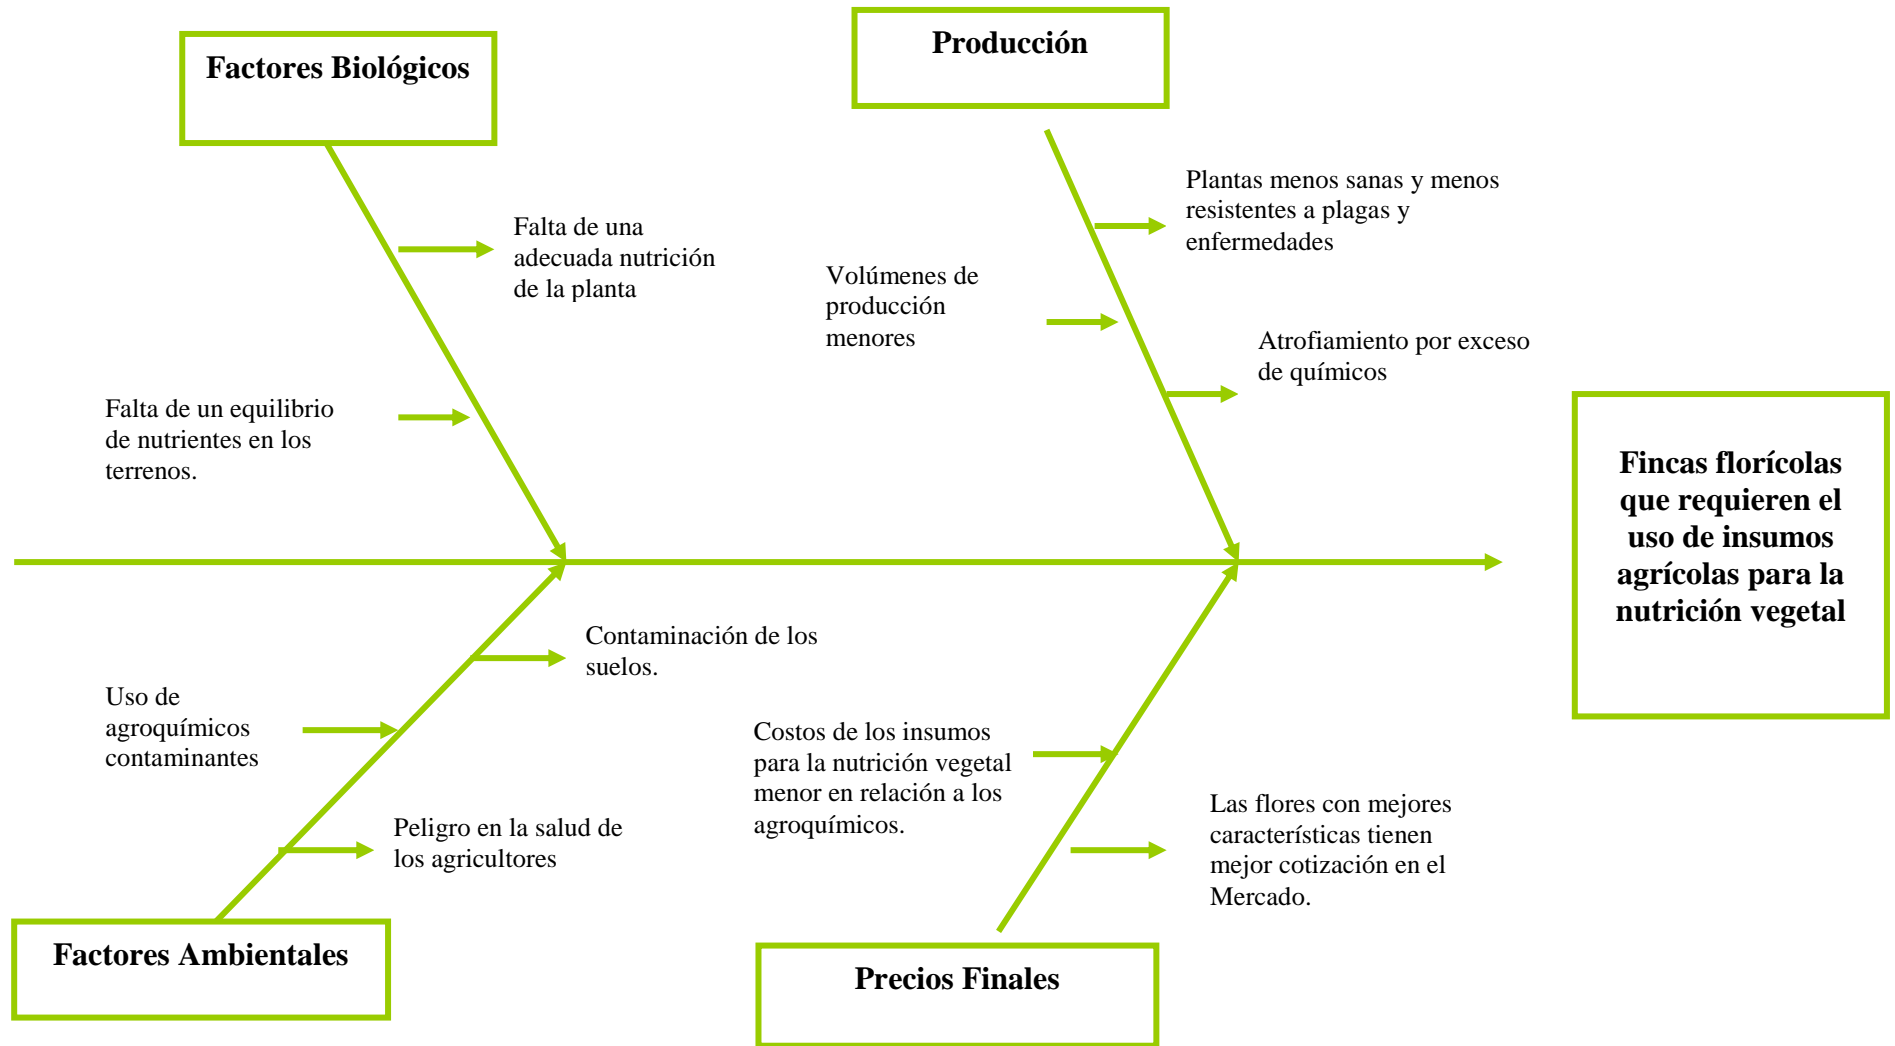 Factores Biológicos
Producción
Falta de una
adecuada nutrición
de la planta
Falta de un equilibrio
de nutrientes en los
terrenos.
Plantas menos sanas y menos
resistentes a plagas y
enfermedades
Volúmenes de
producción
menores
Atrofiamiento por exceso
de químicos
Fincas florícolas
que requieren el
uso de insumos
agrícolas para la
nutrición vegetal
Contaminación de los
suelos.
Uso de
agroquímicos
contaminantes
Peligro en la salud de
los agricultores
Costos de los insumos
para la nutrición vegetal
menor en relación a los
agroquímicos.
Las flores con mejores
características tienen
mejor cotización en el
Mercado.
Factores Ambientales
Precios Finales